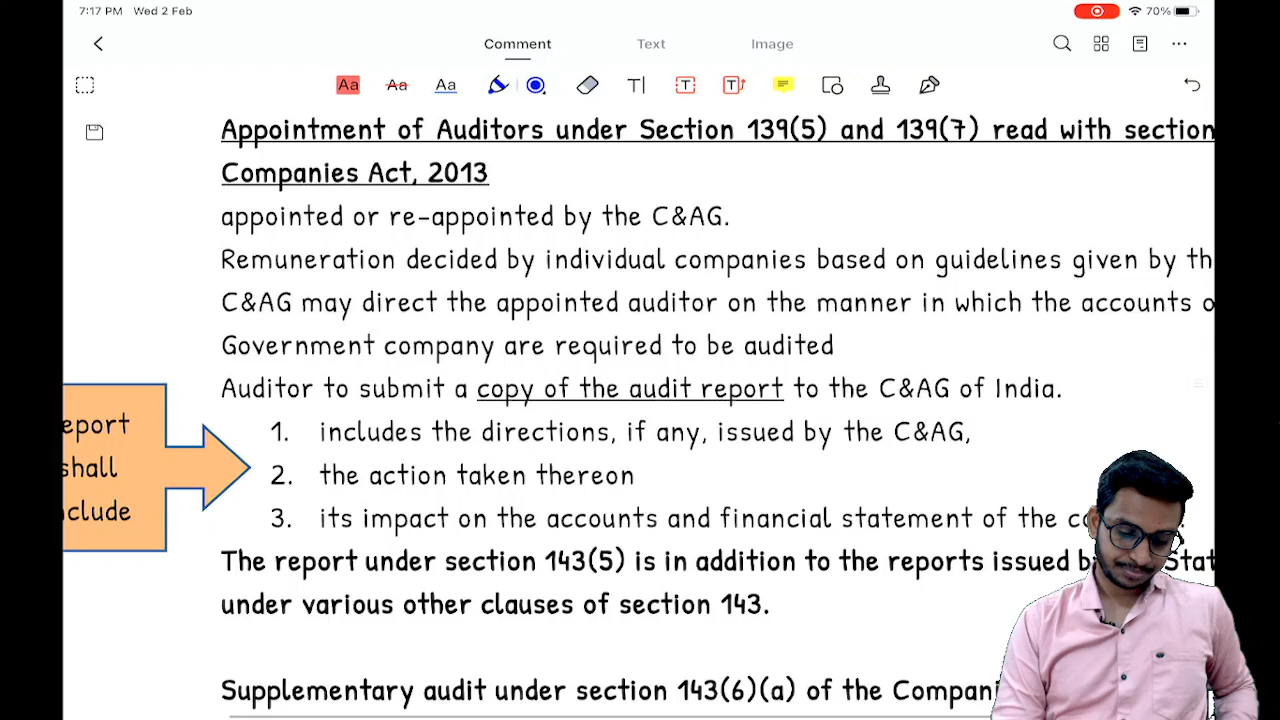 7:17 PM Wed 2 Feb
70%
Comment Text Image
Aa Aa Aa T T T
Appointment of Auditors under Section 139(5) and 139(7) read with section
Companies Act, 2013
appointed or re-appointed by the C&AG.
Remuneration decided by individual companies based on guidelines given by th
C&AG may direct the appointed auditor on the manner in which the accounts o
Government company are required to be audited
Auditor to submit a copy of the audit report to the C&AG of India.
eport
shall
clude
1. includes the directions, if any, issued by the C&AG,
2. the action taken thereon
3. its impact on the accounts and financial statement of the
The report under section 143(5) is in addition to the reports issued
under various other clauses of section 143.
Supplementary audit under section 143(6)(a) of the